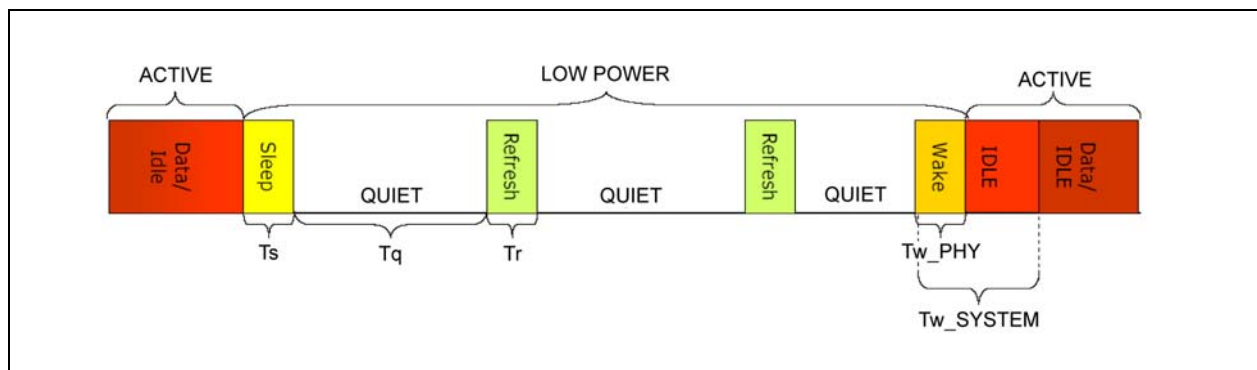 ACTIVE LOW POWER ACTIVE
Data/
Idle
Sleep
QUIET
Refresh
QUIET
Refresh
QUIET
Wake
IDLE
Data/
IDLE
Ts Tq Tr Tw_PHY
Tw_SYSTEM